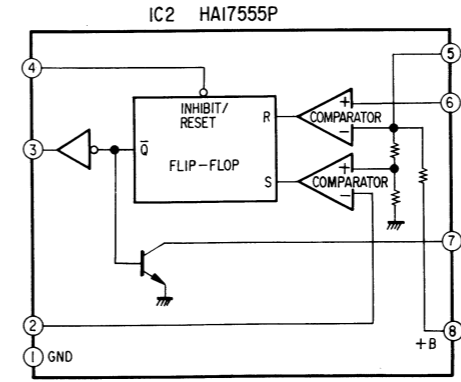 IC2 HA17555P
4
5
INHIBIT/
RESET
R
+
COMPARATOR
−
6
3
Q̅
FLIP-FLOP
S
+
COMPARATOR
−
7
2
8
+B
1 GND